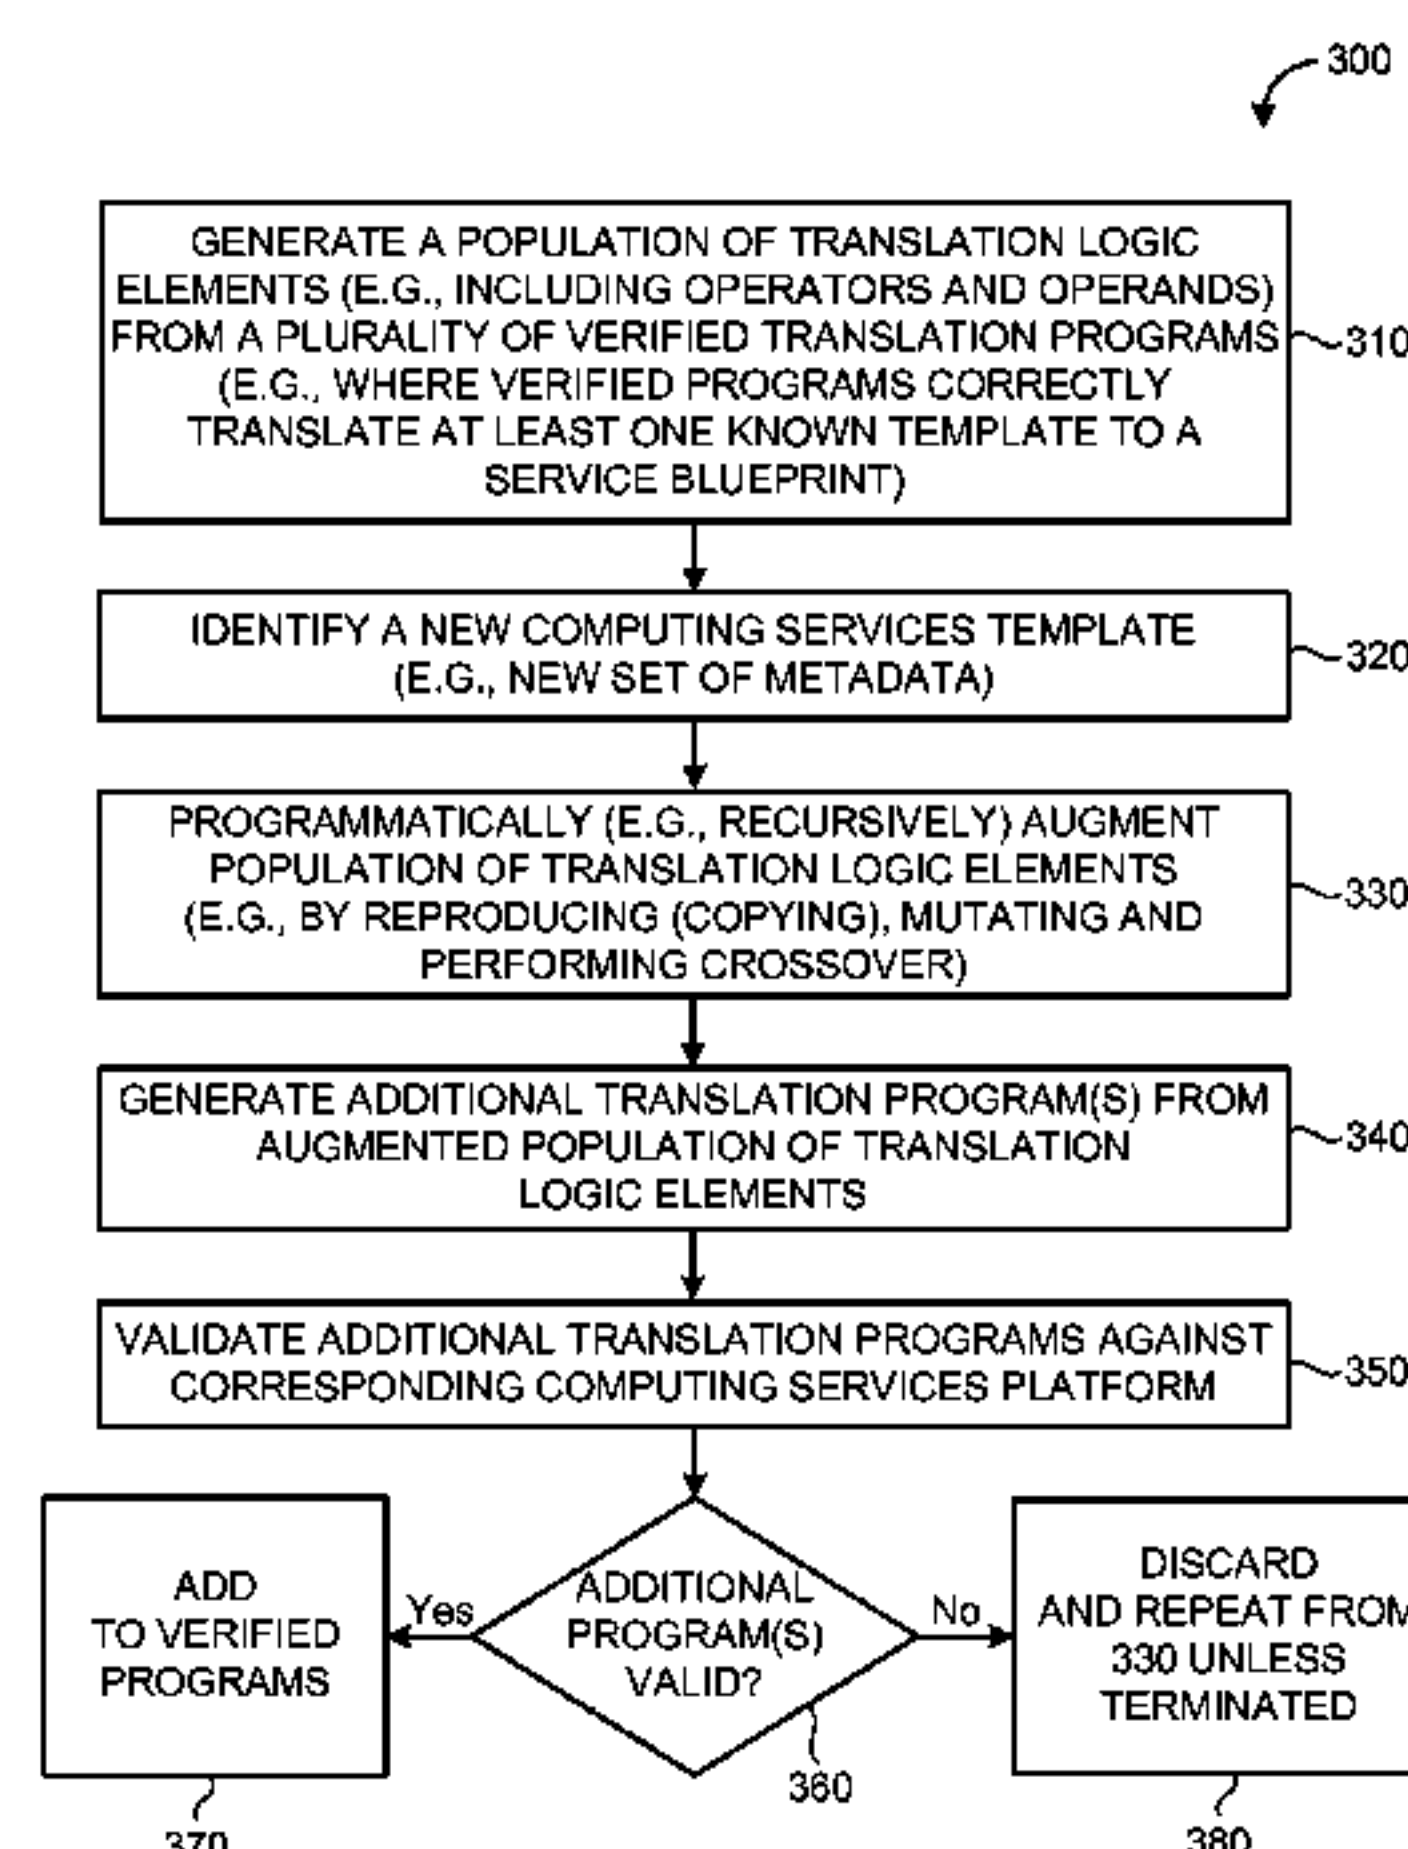 300
GENERATE A POPULATION OF TRANSLATION LOGIC
ELEMENTS (E.G., INCLUDING OPERATORS AND OPERANDS)
FROM A PLURALITY OF VERIFIED TRANSLATION PROGRAMS
(E.G., WHERE VERIFIED PROGRAMS CORRECTLY
TRANSLATE AT LEAST ONE KNOWN TEMPLATE TO A
SERVICE BLUEPRINT)
310
IDENTIFY A NEW COMPUTING SERVICES TEMPLATE
(E.G., NEW SET OF METADATA)
320
PROGRAMMATICALLY (E.G., RECURSIVELY) AUGMENT
POPULATION OF TRANSLATION LOGIC ELEMENTS
(E.G., BY REPRODUCING (COPYING), MUTATING AND
PERFORMING CROSSOVER)
330
GENERATE ADDITIONAL TRANSLATION PROGRAM(S) FROM
AUGMENTED POPULATION OF TRANSLATION
LOGIC ELEMENTS
340
VALIDATE ADDITIONAL TRANSLATION PROGRAMS AGAINST
CORRESPONDING COMPUTING SERVICES PLATFORM
350
ADD
TO VERIFIED
PROGRAMS
370
Yes
ADDITIONAL
PROGRAM(S)
VALID?
360
No
DISCARD
AND REPEAT FROM
330 UNLESS
TERMINATED
380